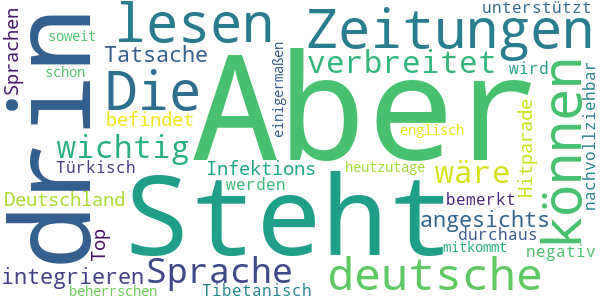 unterstützt
Sprachen
soweit
schon
drin
lesen
Zeitungen
Tatsache
einigermaßen
verbreitet
wird
nachvollziehbar
Die
Aber
befindet
englisch
Hitparade
können
wichtig
Türkisch
Infektions
heutzutage
wäre
werden
Deutschland
Steht
bemerkt
angesichts
durchaus
Top
mitkommt
negativ
integrieren
Sprache
deutsche
beherrschen
Tibetanisch